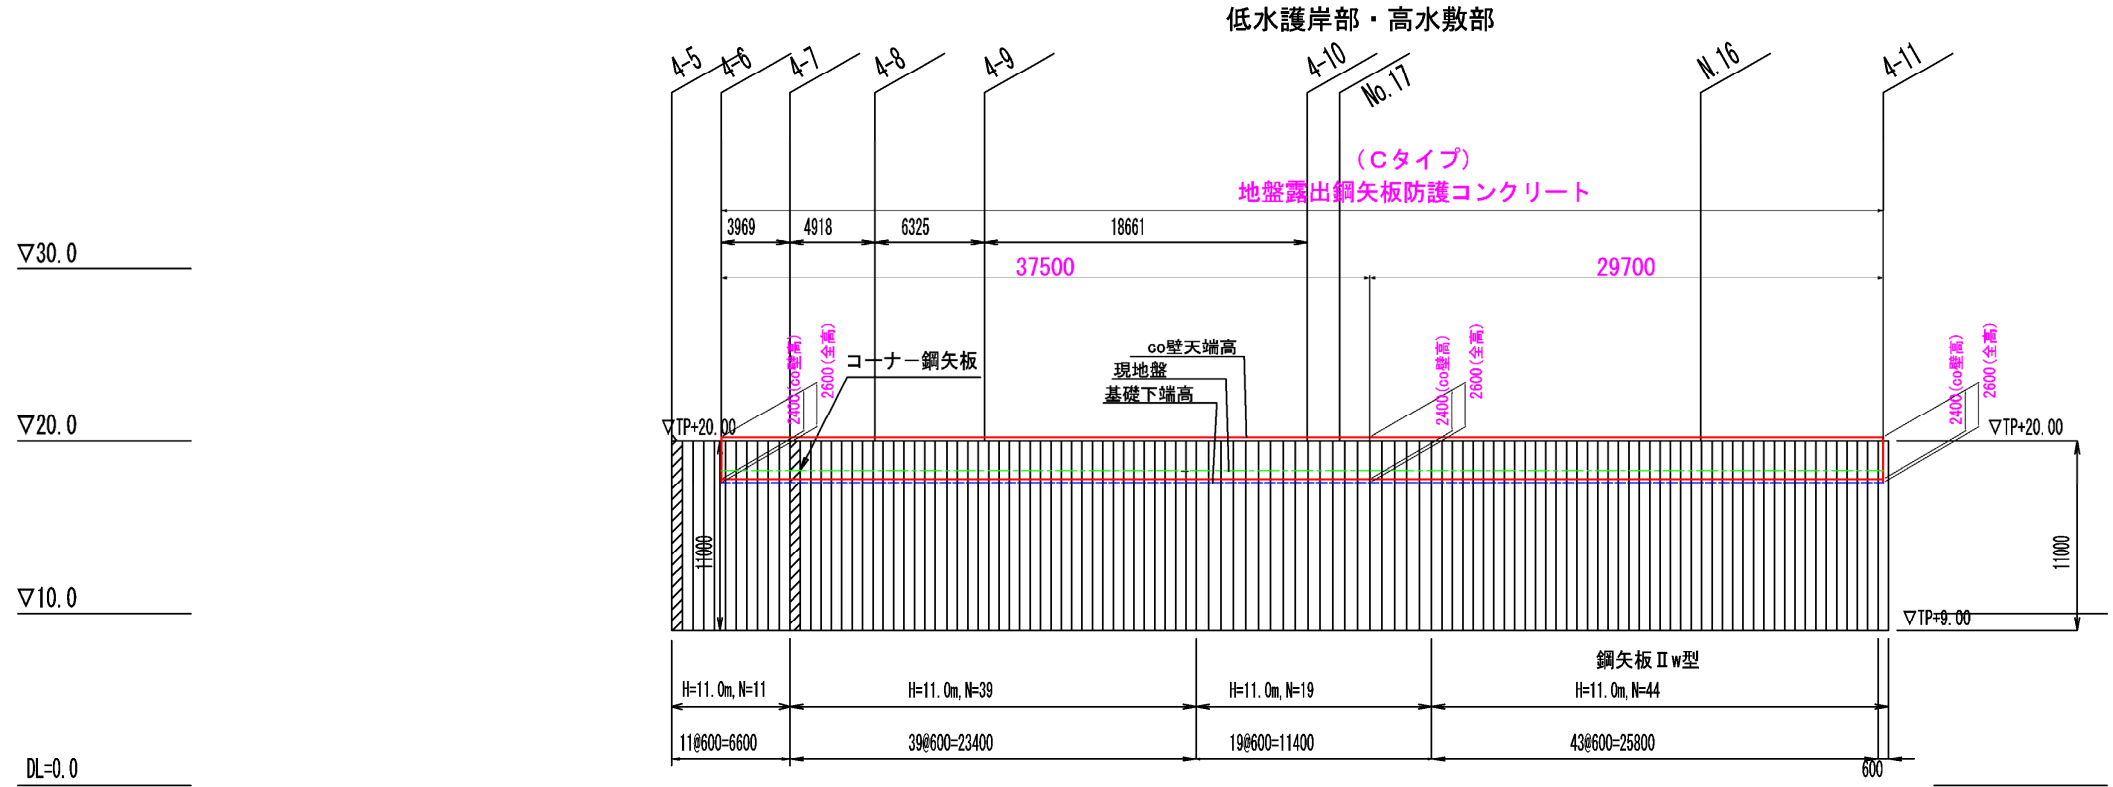 低水護岸部・高水敷部
4-5
4-6
4-7
4-8
4-9
4-10
No.17
N.16
4-11
(Cタイプ)
地盤露出鋼矢板防護コンクリート
3969
4918
6325
18661
▽30.0
37500
29700
2400(co壁高)
2600(全高)
コーナー鋼矢板
co壁天端高
現地盤
基礎下端高
2400(co壁高)
2600(全高)
2400(co壁高)
2600(全高)
▽20.0
▽TP+20.00
▽TP+20.00
11000
11000
▽10.0
▽TP+9.00
鋼矢板Ⅱw型
H=11.0m,N=11
H=11.0m,N=39
H=11.0m,N=19
H=11.0m,N=44
11@600=6600
39@600=23400
19@600=11400
43@600=25800
600
DL=0.0